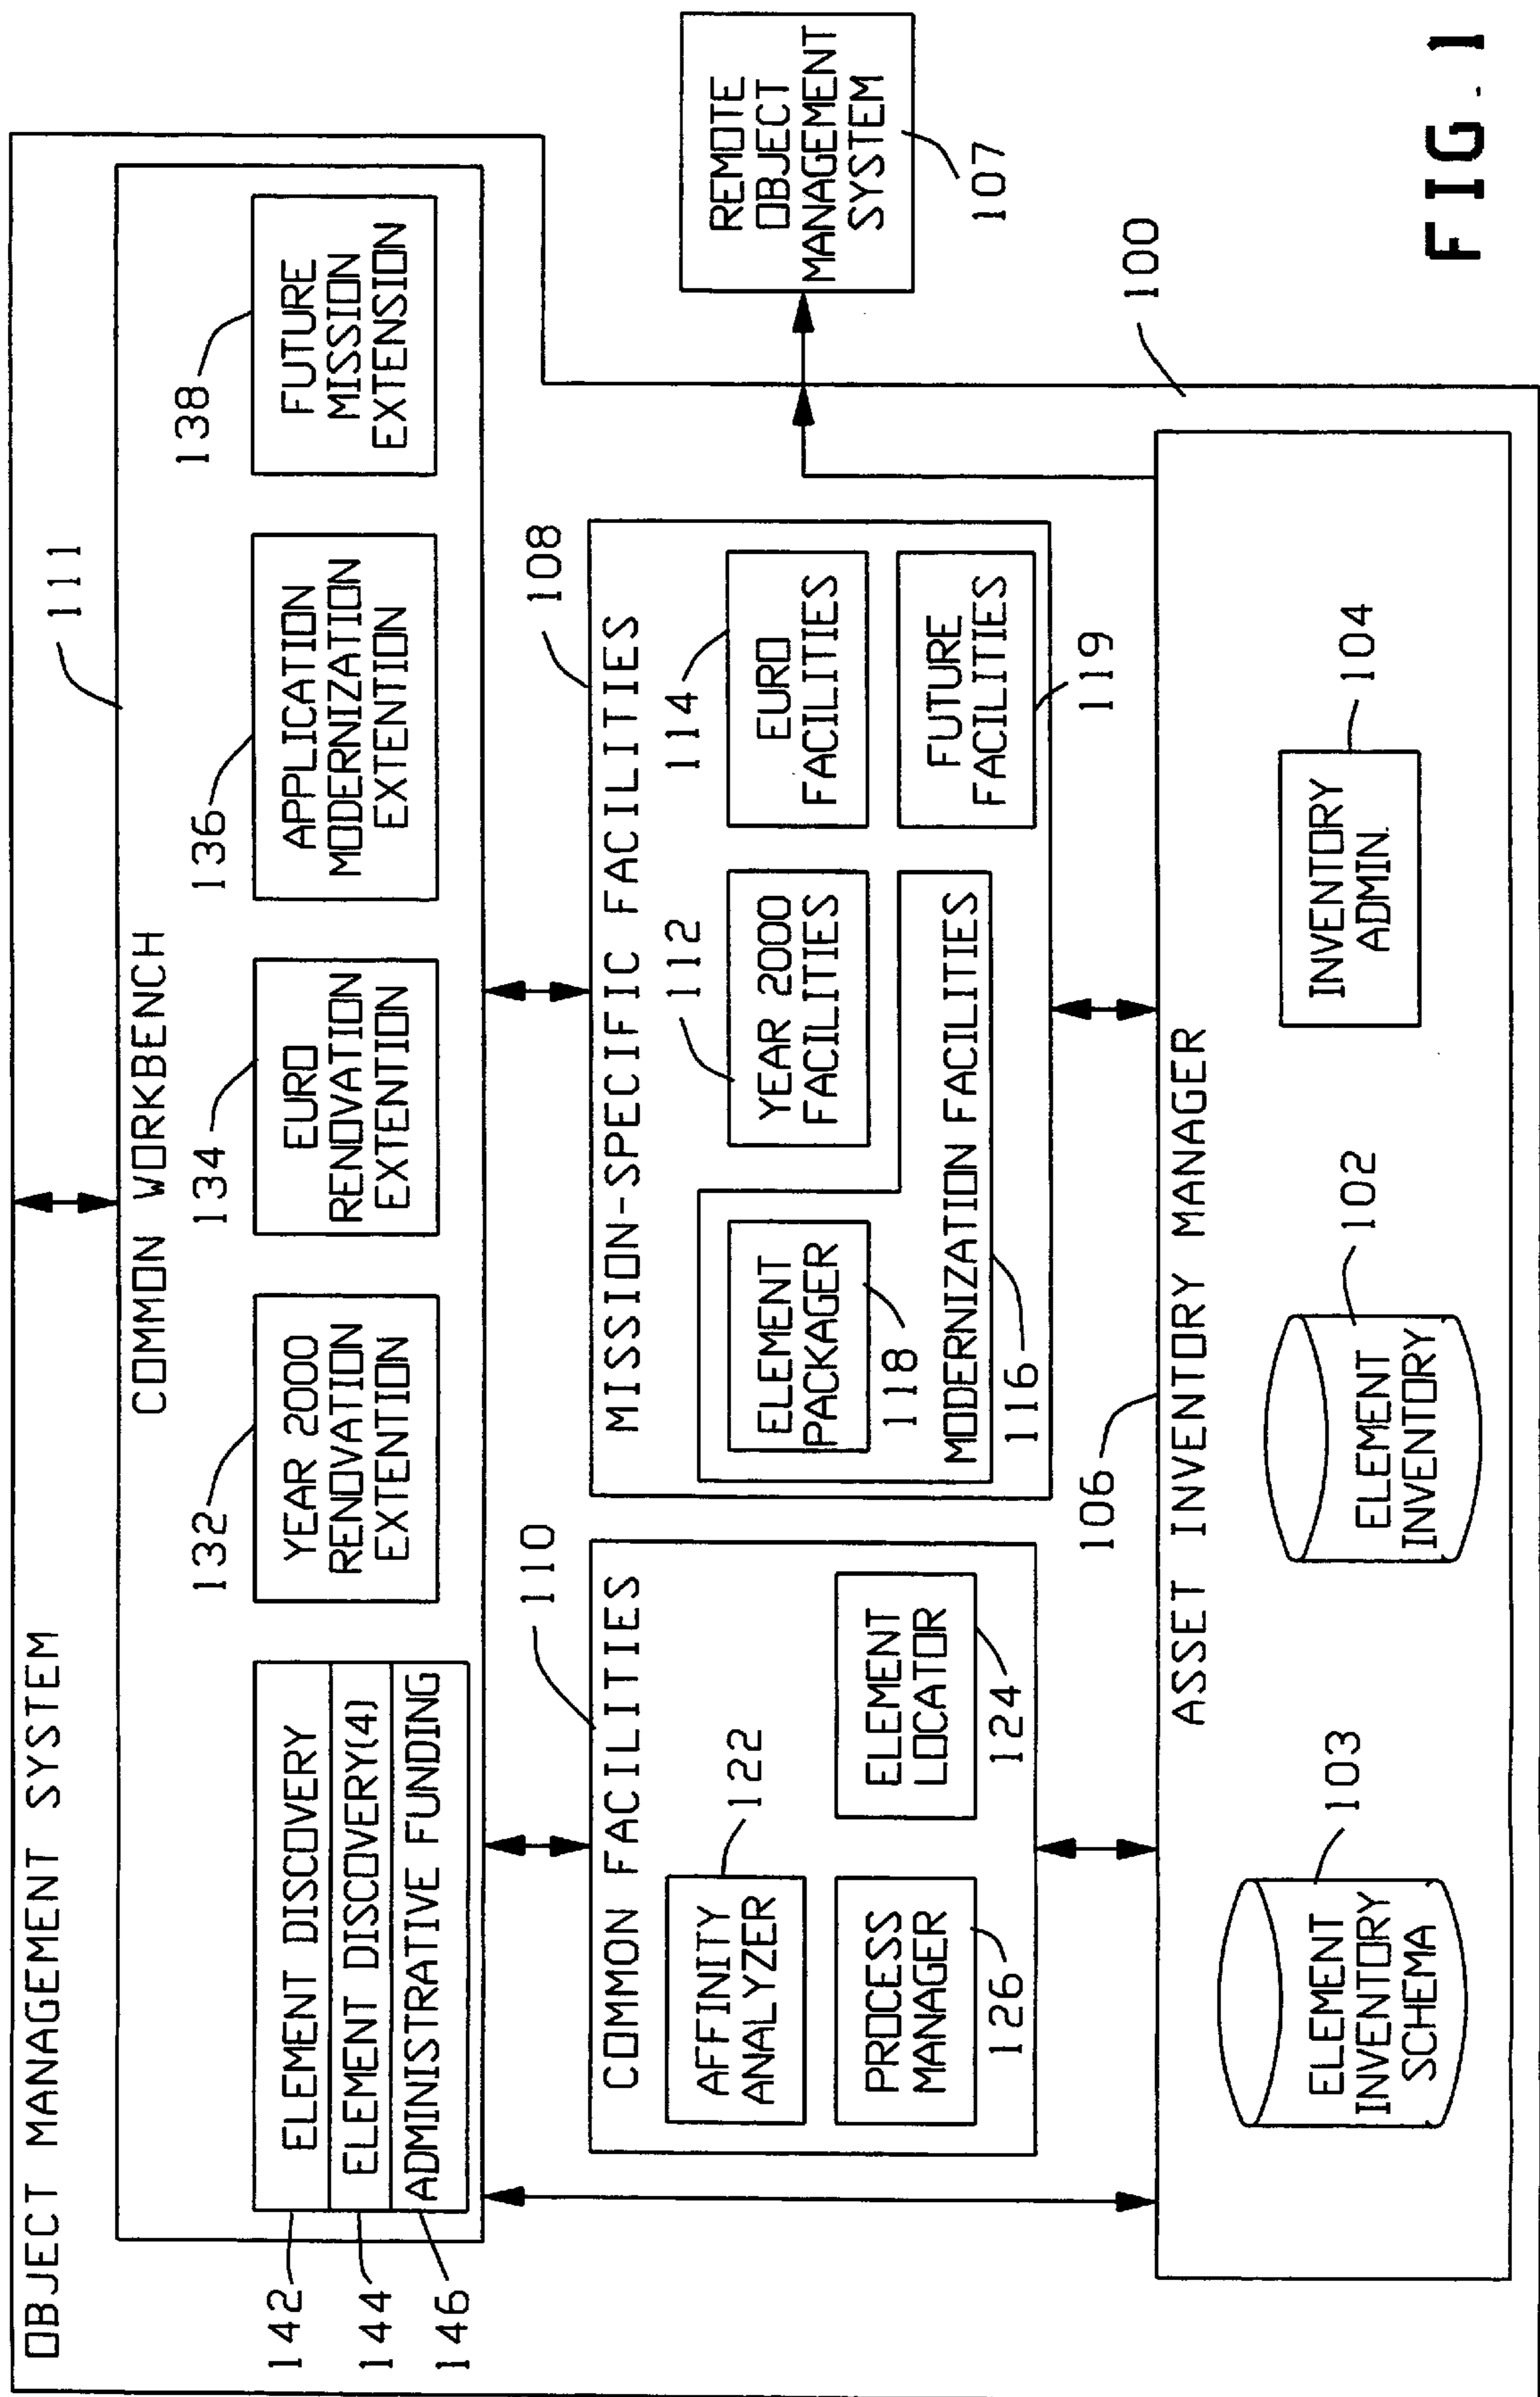 OBJECT MANAGEMENT SYSTEM
111
COMMON WORKBENCH
142
144
146
ELEMENT DISCOVERY
ELEMENT DISCOVERY(4)
ADMINISTRATIVE FUNDING
132
YEAR 2000
RENOVATION
EXTENTION
134
EURO
RENOVATION
EXTENTION
136
APPLICATION
MODERNIZATION
EXTENTION
138
FUTURE
MISSION
EXTENSION
110
COMMON FACILITIES
AFFINITY
ANALYZER
122
PROCESS
MANAGER
126
ELEMENT
LOCATOR
124
108
MISSION-SPECIFIC FACILITIES
ELEMENT
PACKAGER
118
MODERNIZATION FACILITIES
116
112
YEAR 2000
FACILITIES
114
EURO
FACILITIES
FUTURE
FACILITIES
119
REMOTE
OBJECT
MANAGEMENT
SYSTEM
107
100
106
ASSET INVENTORY MANAGER
ELEMENT
INVENTORY
SCHEMA
103
ELEMENT
INVENTORY
102
INVENTORY
ADMIN.
104
FIG. 1